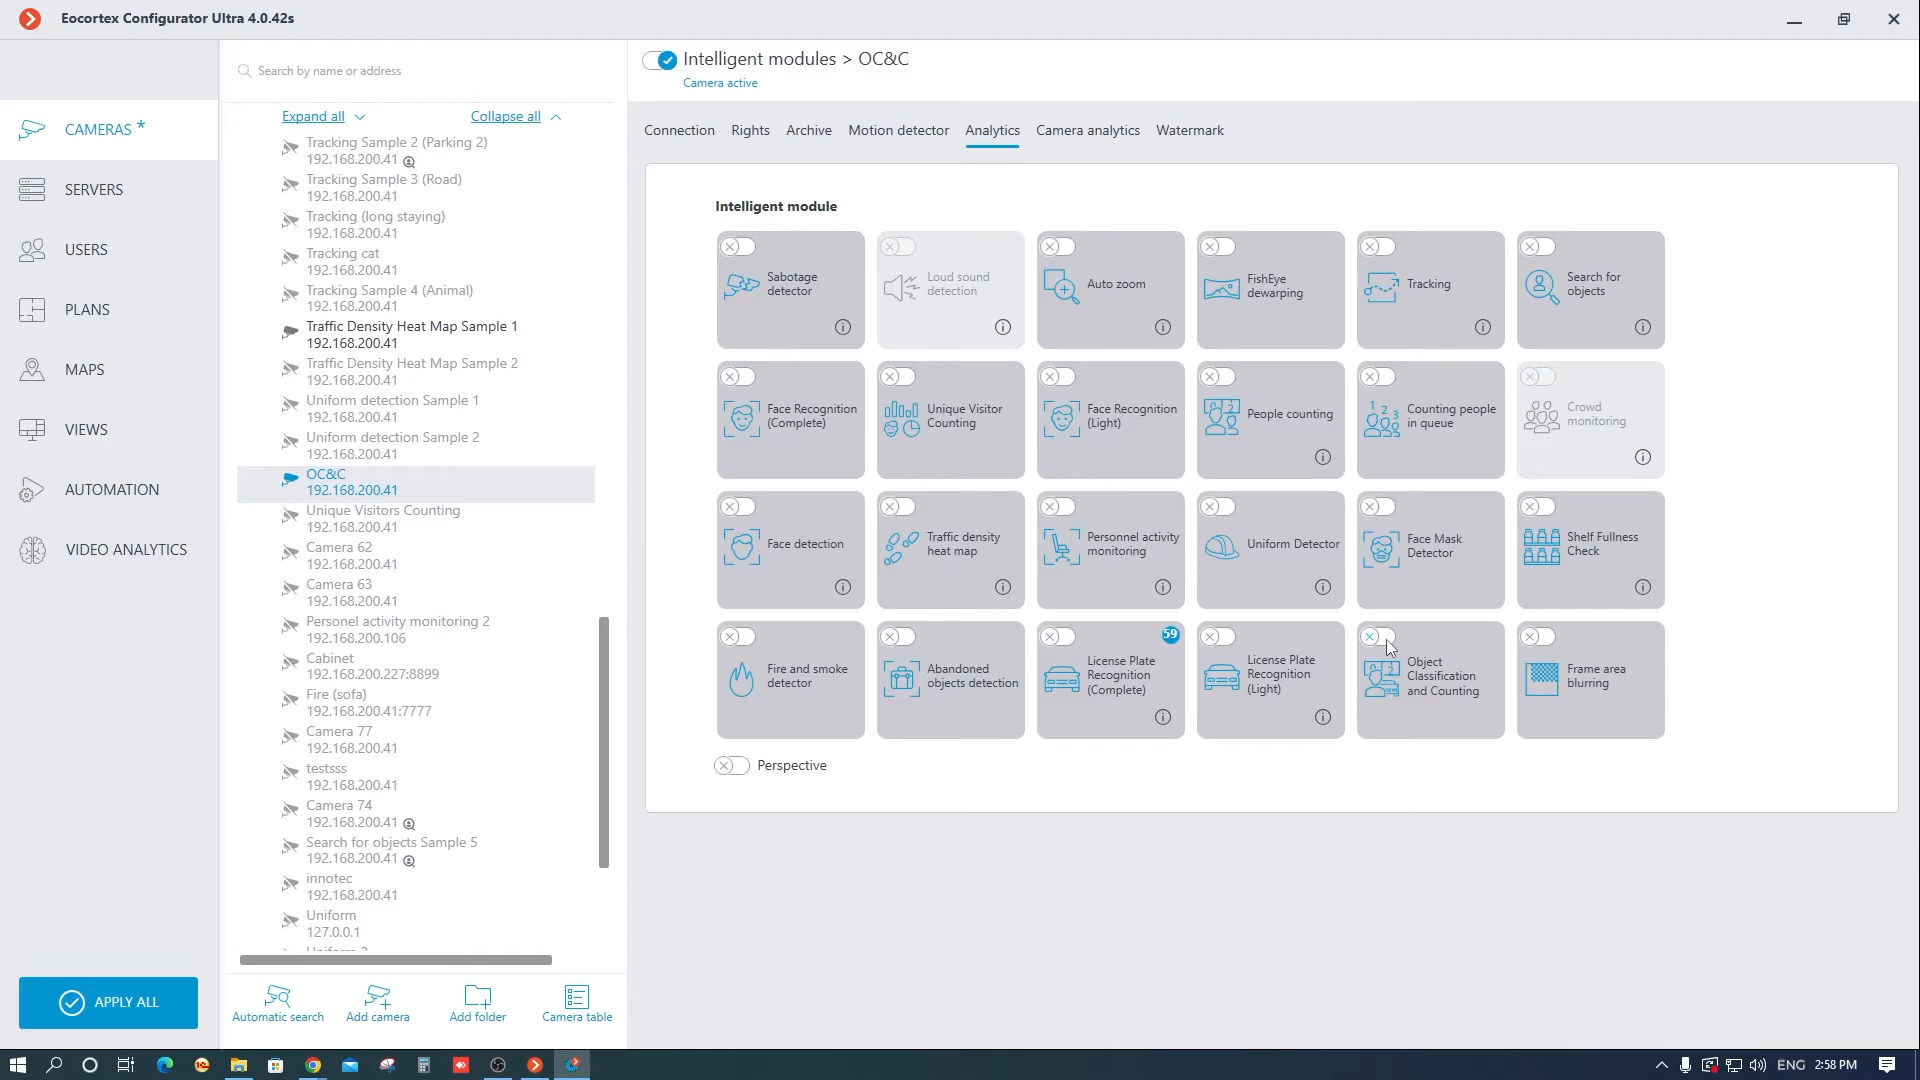 Eocortex Configurator Ultra 4.0.42s
CAMERAS *
SERVERS
USERS
PLANS
MAPS
VIEWS
AUTOMATION
VIDEO ANALYTICS
APPLY ALL
Search by name or address
Expand all
Collapse all
Tracking Sample 2 (Parking 2)
192.168.200.41
Tracking Sample 3 (Road)
192.168.200.41
Tracking (long staying)
192.168.200.41
Tracking cat
192.168.200.41
Tracking Sample 4 (Animal)
192.168.200.41
Traffic Density Heat Map Sample 1
192.168.200.41
Traffic Density Heat Map Sample 2
192.168.200.41
Uniform detection Sample 1
192.168.200.41
Uniform detection Sample 2
192.168.200.41
OC&C
192.168.200.41
Unique Visitors Counting
192.168.200.41
Camera 62
192.168.200.41
Camera 63
192.168.200.41
Personel activity monitoring 2
192.168.200.106
Cabinet
192.168.200.227:8899
Fire (sofa)
192.168.200.41:7777
Camera 77
192.168.200.41
testsss
192.168.200.41
Camera 74
192.168.200.41
Search for objects Sample 5
192.168.200.41
innotec
192.168.200.41
Uniform
127.0.0.1
Automatic search
Add camera
Add folder
Camera table
Intelligent modules > OC&C
Camera active
Connection
Rights
Archive
Motion detector
Analytics
Camera analytics
Watermark
Intelligent module
Sabotage
detector
Loud sound
detection
Auto zoom
FishEye
dewarping
Tracking
Search for
objects
Face Recognition
(Complete)
Unique Visitor
Counting
Face Recognition
(Light)
People counting
Counting people
in queue
Crowd
monitoring
Face detection
Traffic density
heat map
Personnel activity
monitoring
Uniform Detector
Face Mask
Detector
Shelf Fullness
Check
Fire and smoke
detector
Abandoned
objects detection
59
License Plate
Recognition
(Complete)
License Plate
Recognition
(Light)
Object
Classification
and Counting
Frame area
blurring
Perspective
ENG
2:58 PM